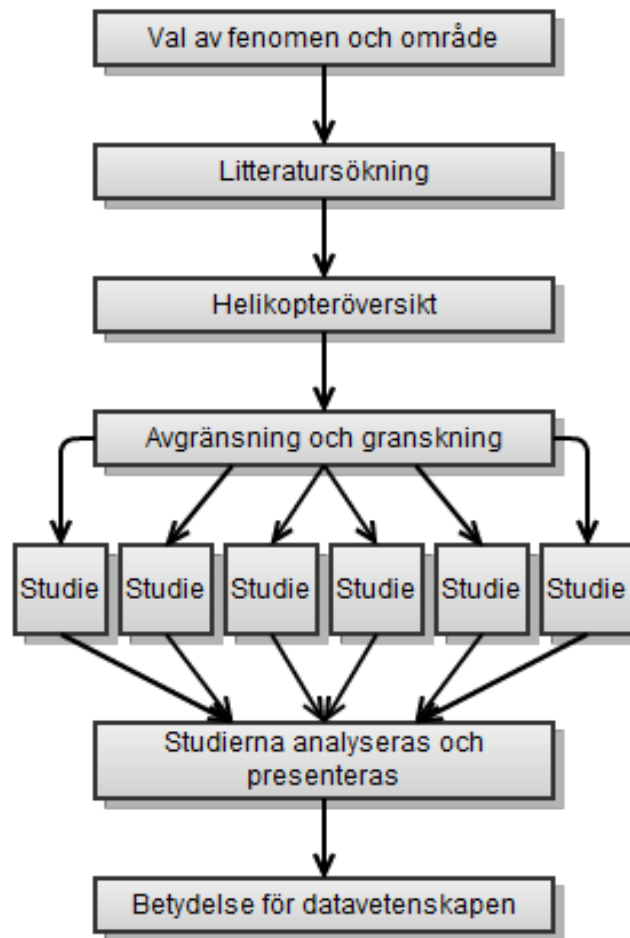 Val av fenomen och område
Litteratursökning
Helikopteröversikt
Avgränsning och granskning
Studie Studie Studie Studie Studie Studie
Studierna analyseras och
presenteras
Betydelse för datavetenskapen